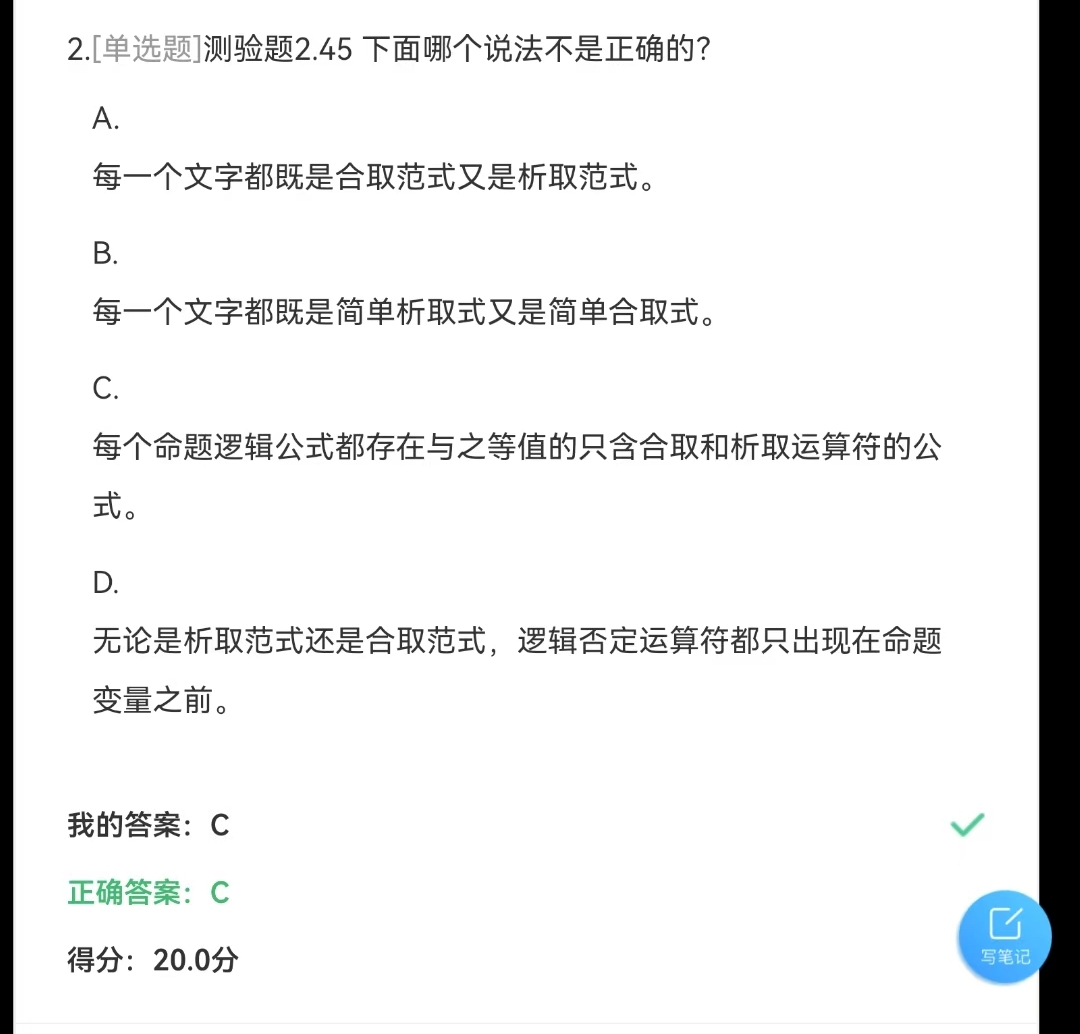 2.[单选题]测验题2.45 下面哪个说法不是正确的?
A.
每一个文字都既是合取范式又是析取范式。
B.
每一个文字都既是简单析取式又是简单合取式。
C.
每个命题逻辑公式都存在与之等值的只含合取和析取运算符的公
式。
D.
无论是析取范式还是合取范式，逻辑否定运算符都只出现在命题
变量之前。
我的答案：C
正确答案：C
写笔记
得分：20.0分